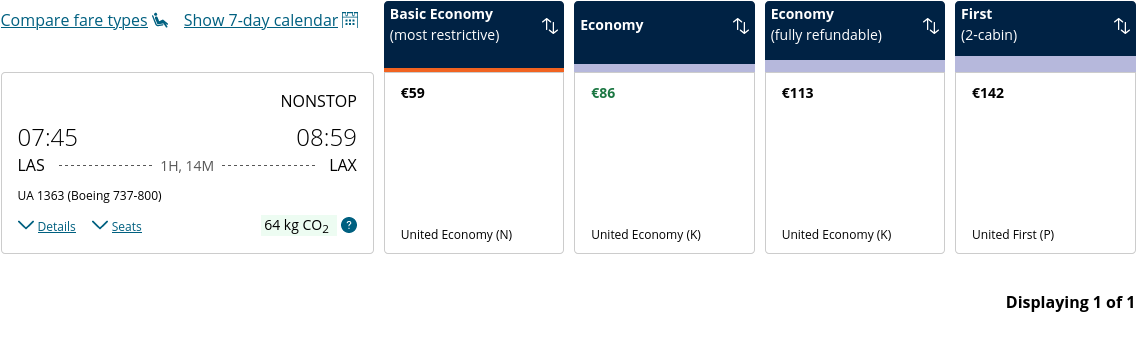 Compare fare types Show 7-day calendar
Basic Economy
(most restrictive)
Economy
Economy
(fully refundable)
First
(2-cabin)
NONSTOP
07:45 08:59
LAS 1H, 14M LAX
UA 1363 (Boeing 737-800)
Details Seats 64 kg CO2 ?
€59
United Economy (N)
€86
United Economy (K)
€113
United Economy (K)
€142
United First (P)
Displaying 1 of 1